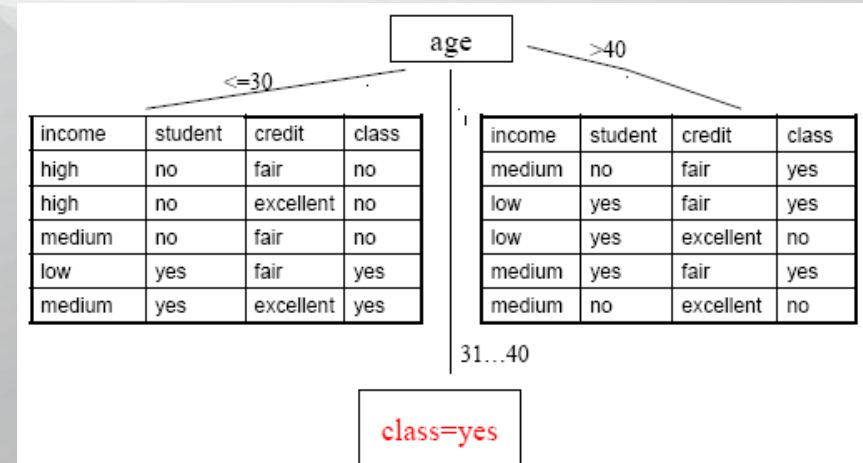 age
<=30
>40
income student credit class
high no fair no
high no excellent no
medium no fair no
low yes fair yes
medium yes excellent yes
income student credit class
medium no fair yes
low yes fair yes
low yes excellent no
medium yes fair yes
medium no excellent no
31...40
class=yes